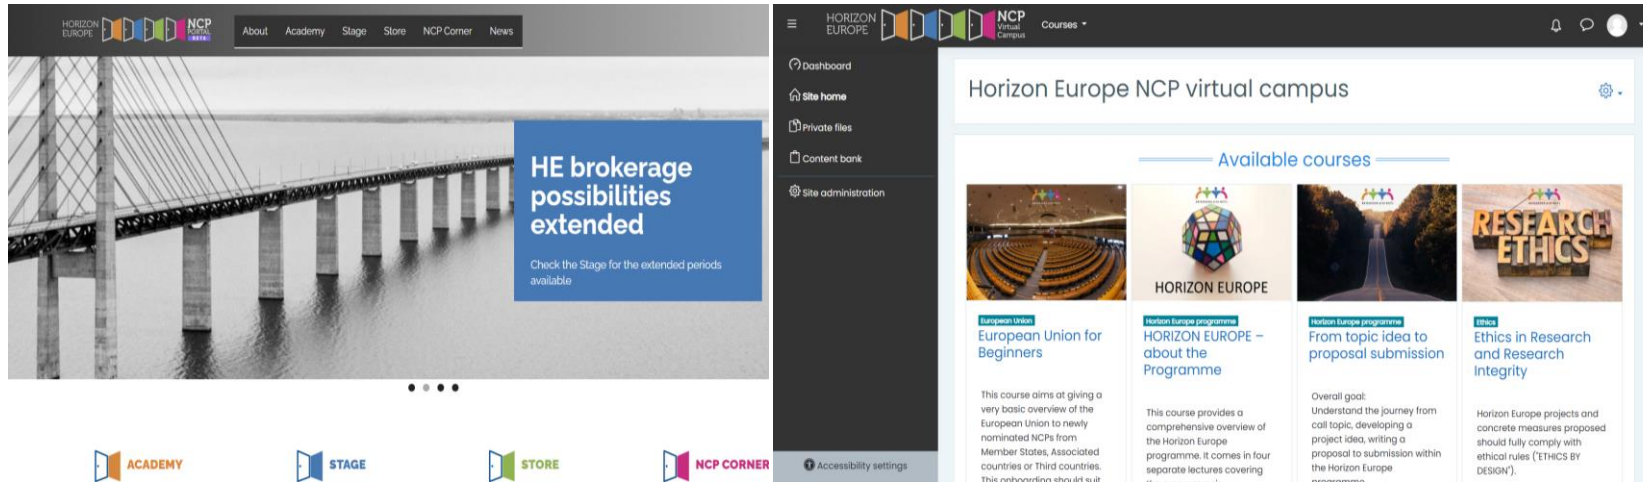 HORIZON
EUROPE
NCP
PORTAL
BETA
About Academy Stage Store NCP Corner News
HE brokerage
possibilities
extended
Check the Stage for the extended periods
available
ACADEMY
STAGE
STORE
NCP CORNER
HORIZON
EUROPE
NCP
Virtual
Campus
Courses
Dashboard
Site home
Private files
Content bank
Site administration
Accessibility settings
Horizon Europe NCP virtual campus
Available courses
European Union
European Union for
Beginners
This course aims at giving a
very basic overview of the
European Union to newly
nominated NCPs from
Member States, Associated
countries or Third countries.
This onboarding should suit
HORIZON EUROPE
Horizon Europe programme
HORIZON EUROPE –
about the
Programme
This course provides a
comprehensive overview of
the Horizon Europe
programme. It comes in four
separate lectures covering
Horizon Europe programme
From topic idea to
proposal submission
Overall goal:
Understand the journey from
call topic, developing a
project idea, writing a
proposal to submission within
the Horizon Europe
programme
RESEARCH
ETHICS
Ethics
Ethics in Research
and Research
Integrity
Horizon Europe projects and
concrete measures proposed
should fully comply with
ethical rules ("ETHICS BY
DESIGN").